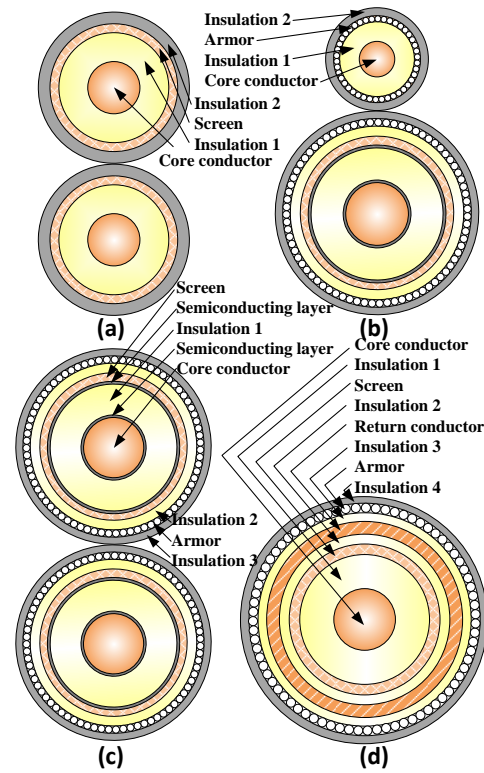 Insulation 2
Armor
Insulation 1
Core conductor
Insulation 2
Screen
Insulation 1
Core conductor
(a)
(b)
Screen
Semiconducting layer
Insulation 1
Semiconducting layer
Core conductor
Insulation 2
Armor
Insulation 3
(c)
Core conductor
Insulation 1
Screen
Insulation 2
Return conductor
Insulation 3
Armor
Insulation 4
(d)